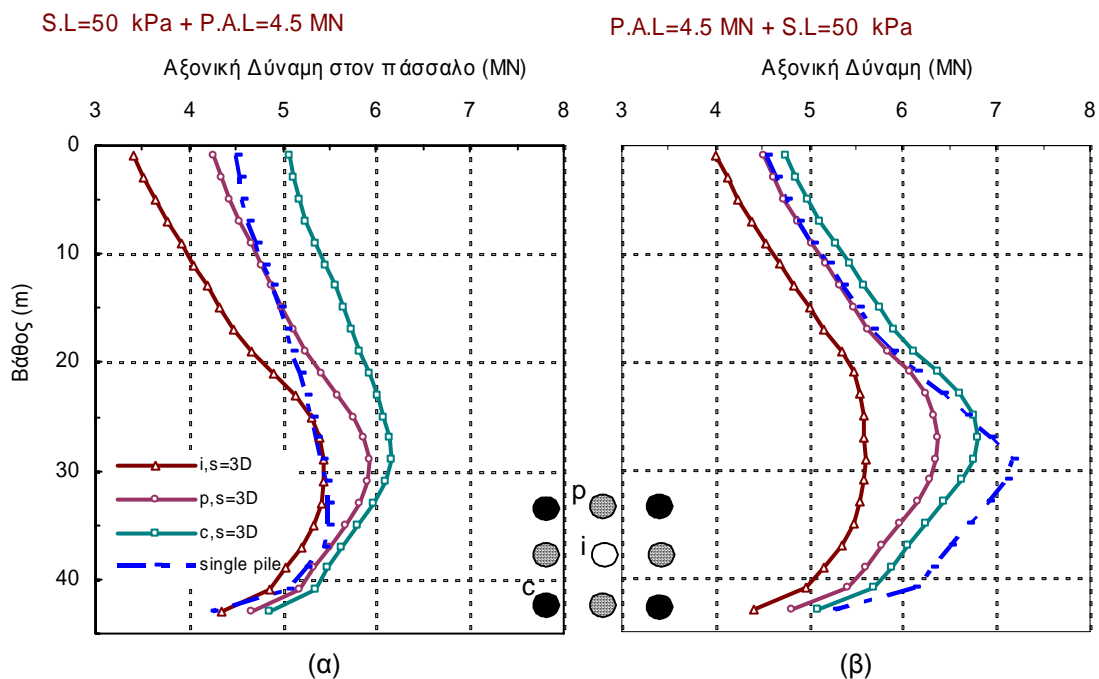 S.L=50 kPa + P.A.L=4.5 MN
P.A.L=4.5 MN + S.L=50 kPa
Αξονική Δύναμη στον πάσσαλο (MN)
Αξονική Δύναμη (MN)
3 4 5 6 7 8
3 4 5 6 7 8
0
10
20
30
40
Βάθος (m)
i,s=3D
p,s=3D
c,s=3D
single pile
p
i
c
(α)
(β)